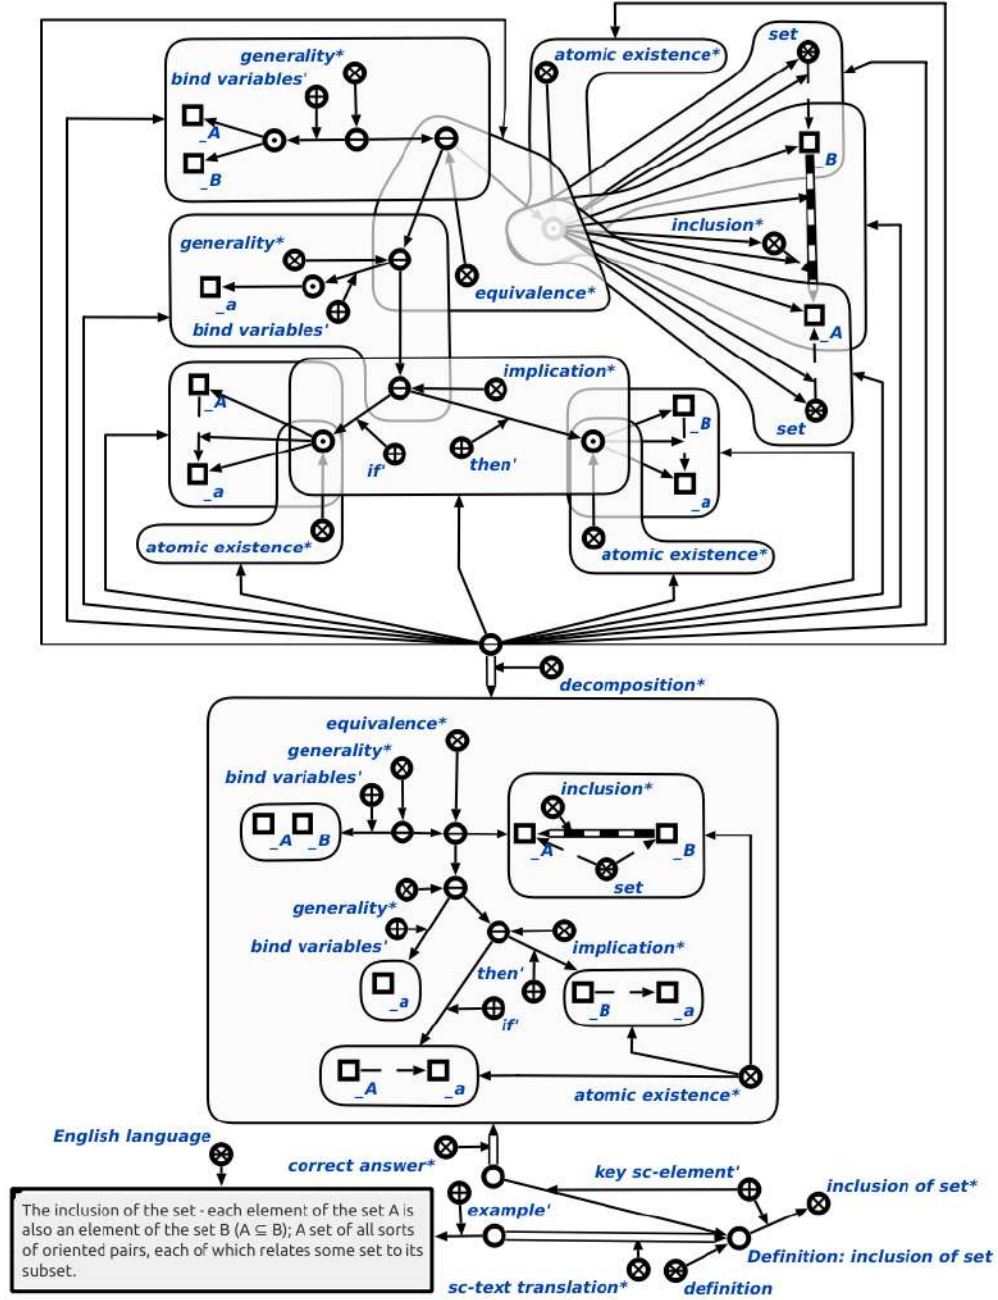 generality*
bind variables'
_A
_B
atomic existence*
set
_B
inclusion*
_A
set
generality*
_a
bind variables'
equivalence*
implication*
_A
_a
if'
then'
_B
_a
atomic existence*
atomic existence*
decomposition*
equivalence*
generality*
bind variables'
_A
_B
inclusion*
_A
_B
set
generality*
bind variables'
implication*
_a
then'
_B
_a
if'
_A
_a
atomic existence*
English language
correct answer*
key sc-element'
inclusion of set*
example'
The inclusion of the set - each element of the set A is
also an element of the set B (A ⊆ B); A set of all sorts
of oriented pairs, each of which relates some set to its
subset.
Definition: inclusion of set
sc-text translation*
definition